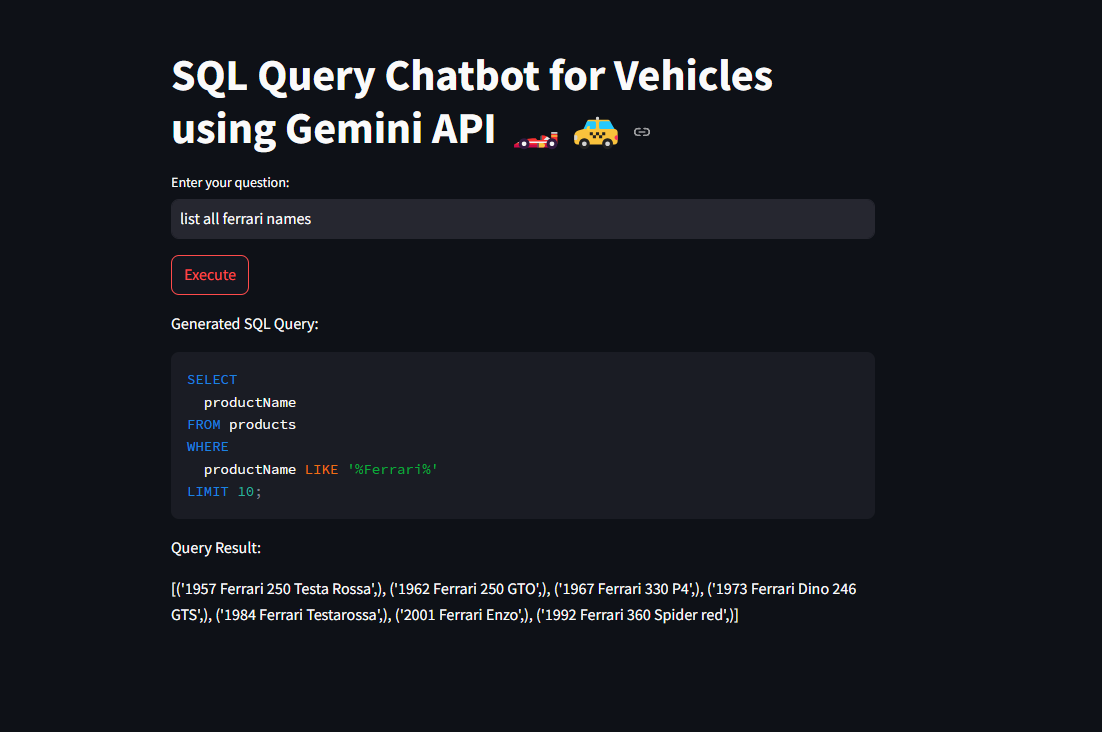 SQL Query Chatbot for Vehicles
using Gemini API
Enter your question:
list all ferrari names
Execute
Generated SQL Query:
SELECT
  productName
FROM products
WHERE
  productName LIKE '%Ferrari%'
LIMIT 10;
Query Result:
[('1957 Ferrari 250 Testa Rossa',), ('1962 Ferrari 250 GTO',), ('1967 Ferrari 330 P4',), ('1973 Ferrari Dino 246
GTS',), ('1984 Ferrari Testarossa',), ('2001 Ferrari Enzo',), ('1992 Ferrari 360 Spider red',)]